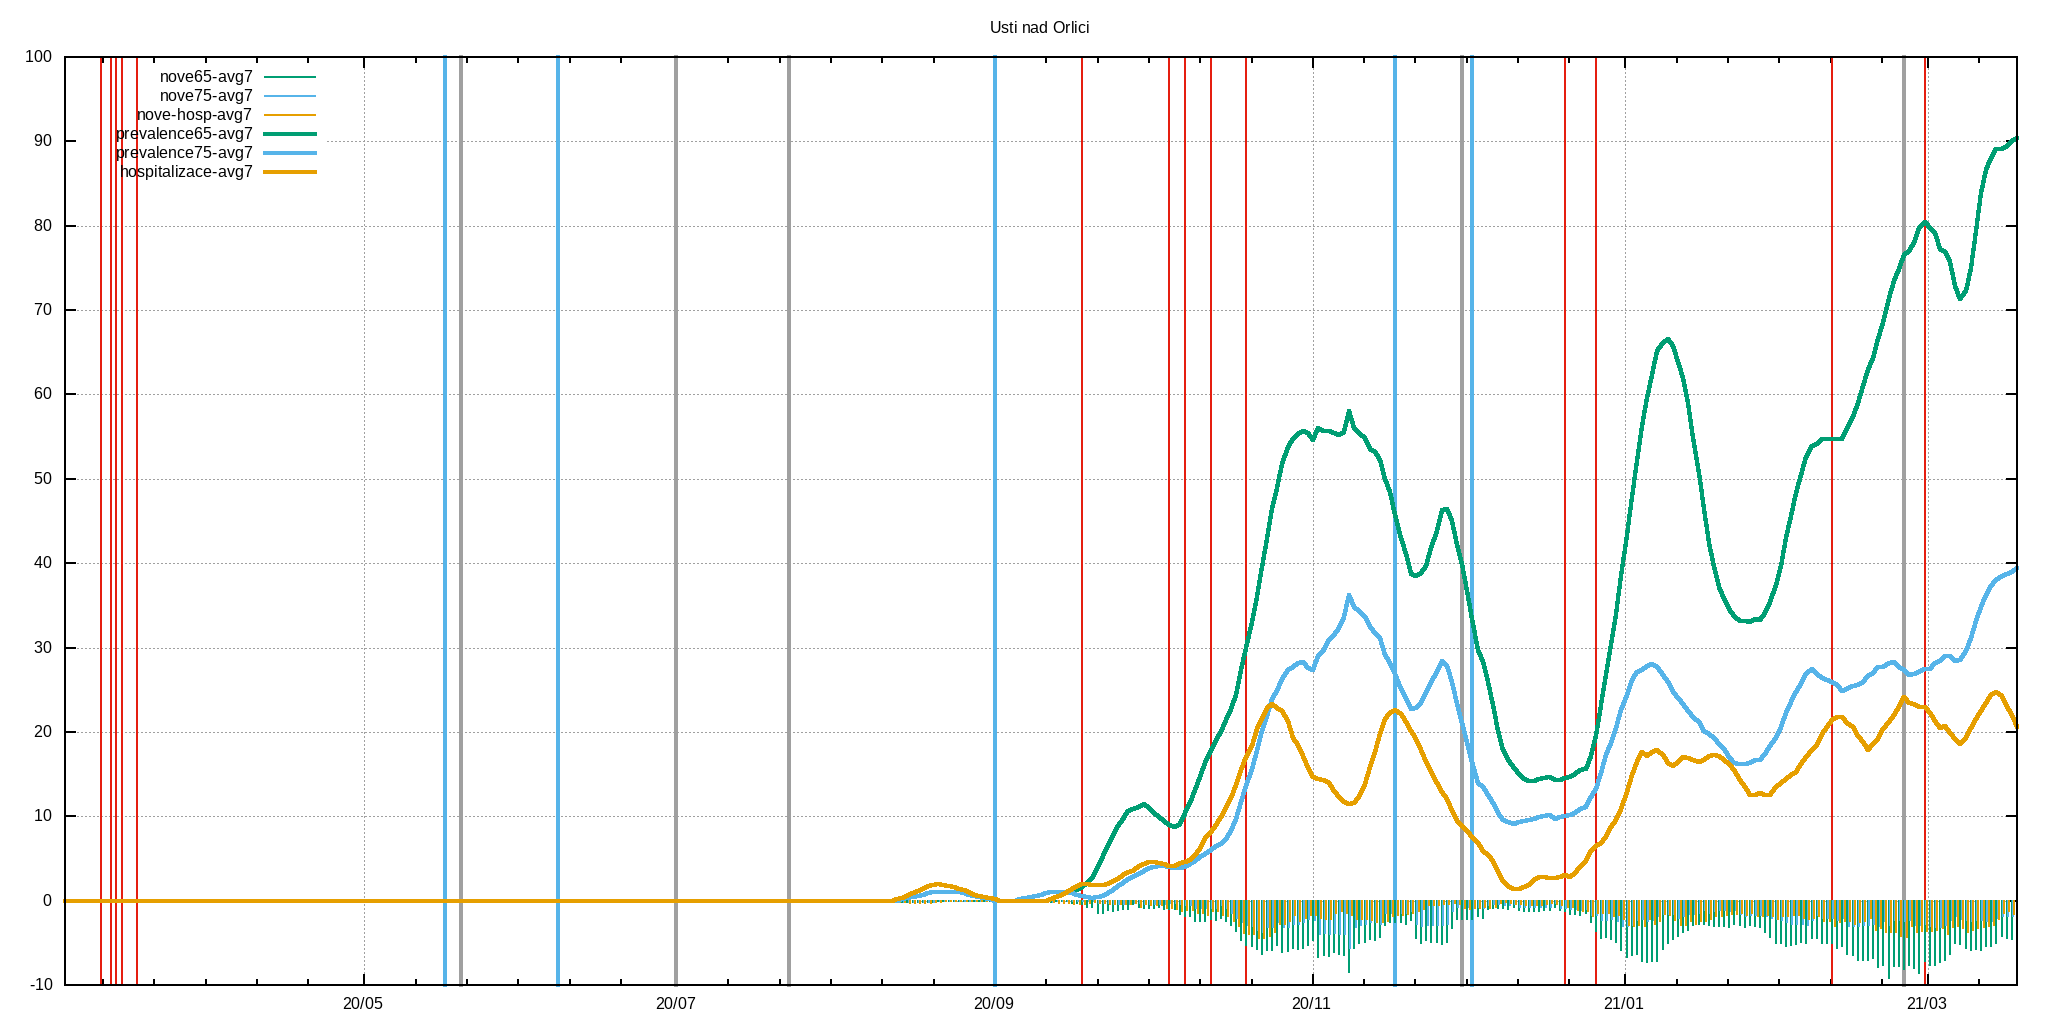 Usti nad Orlici
100
90
80
70
60
50
40
30
20
10
0
-10
nove65-avg7
nove75-avg7
nove-hosp-avg7
prevalence65-avg7
prevalence75-avg7
hospitalizace-avg7
20/05
20/07
20/09
20/11
21/01
21/03